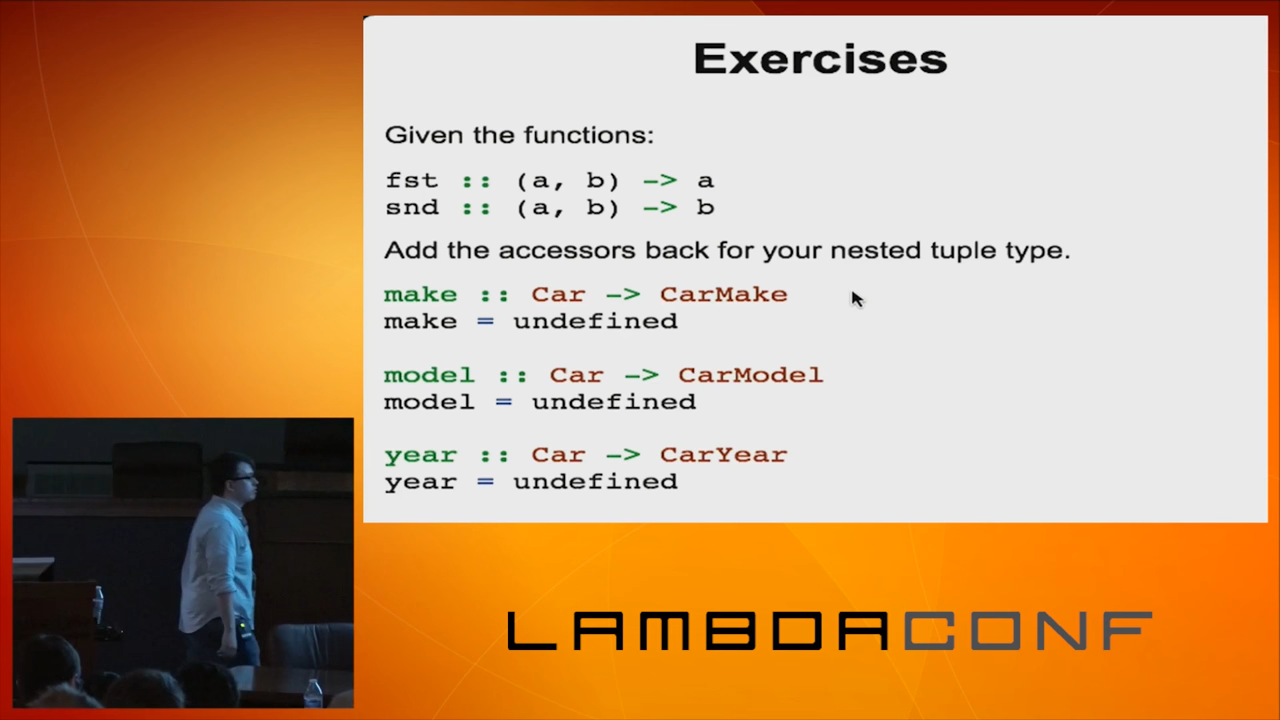 Exercises
Given the functions:
fst :: (a, b) -> a
snd :: (a, b) -> b
Add the accessors back for your nested tuple type.
make :: Car -> CarMake
make = undefined
model :: Car -> CarModel
model = undefined
year :: Car -> CarYear
year = undefined
LAMBDACONF